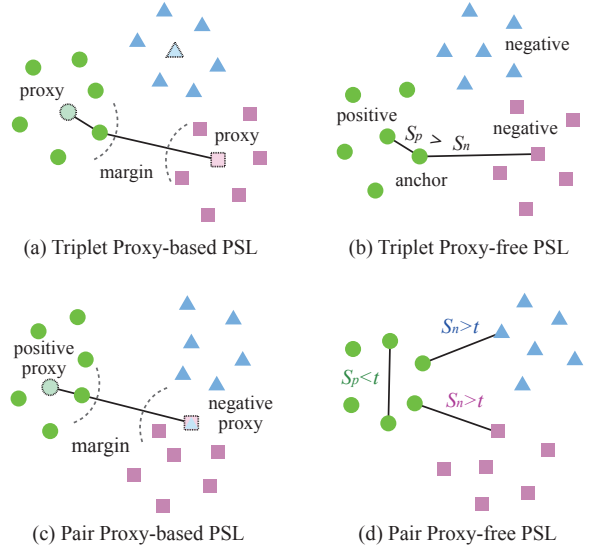 proxy
proxy
margin
(a) Triplet Proxy-based PSL
negative
positive
negative
Sp > Sn
anchor
(b) Triplet Proxy-free PSL
positive
proxy
negative
proxy
margin
(c) Pair Proxy-based PSL
Sn>t
Sp<t
Sn>t
(d) Pair Proxy-free PSL